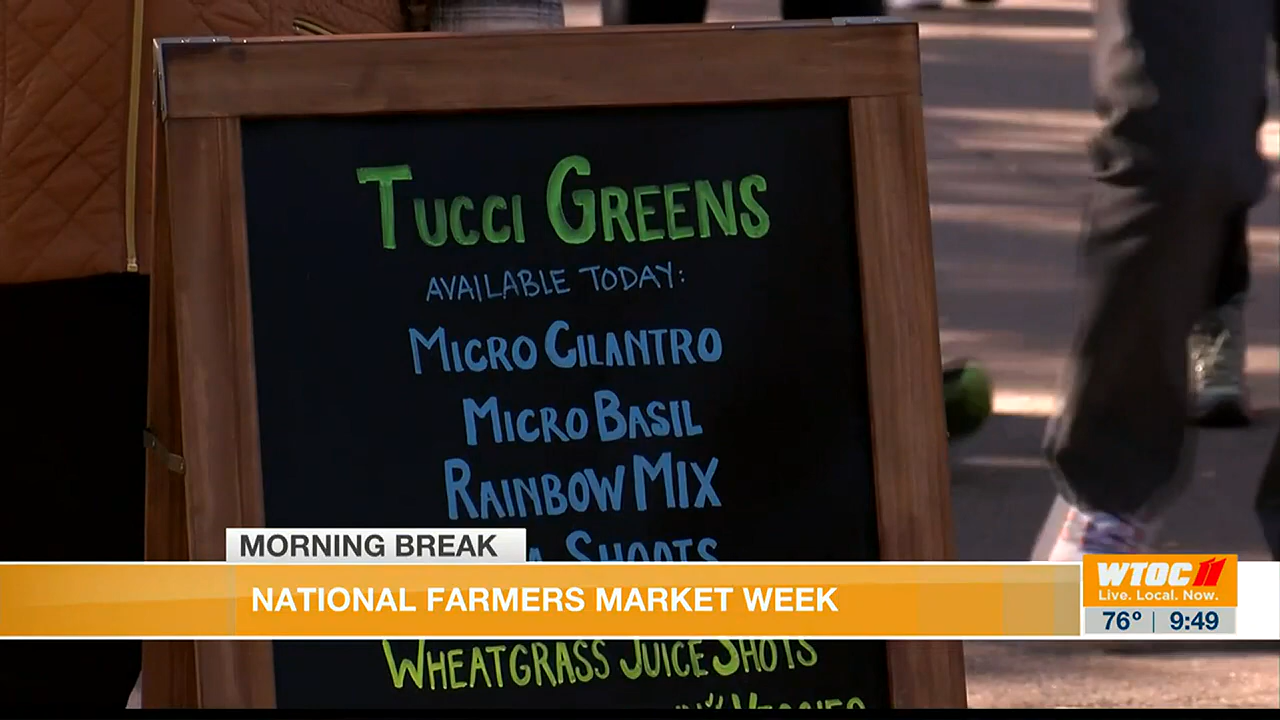 TUCCI GREENS
AVAILABLE TODAY:
MICRO CILANTRO
MICRO BASIL
RAINBOW MIX
SHOOTS
MORNING BREAK
NATIONAL FARMERS MARKET WEEK
WTOC 11
Live. Local. Now.
76° | 9:49
WHEATGRASS JUICE SHOTS